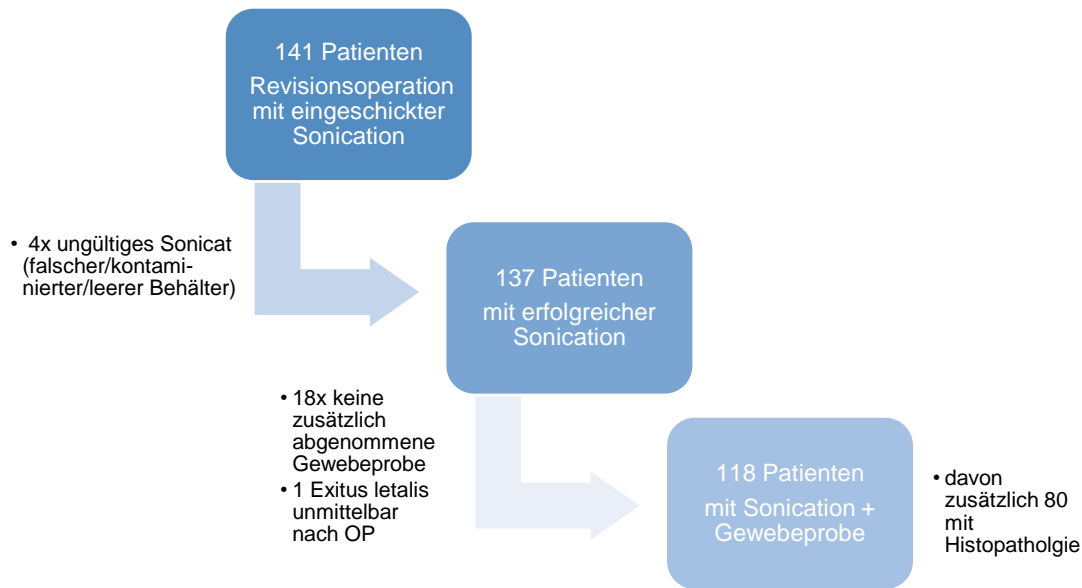 141 Patienten
Revisionsoperation
mit eingeschickter
Sonication
• 4x ungültiges Sonicat
(falscher/kontami-
nierter/leerer Behälter)
137 Patienten
mit erfolgreicher
Sonication
• 18x keine
zusätzlich
abgenommene
Gewebeprobe
• 1 Exitus letalis
unmittelbar
nach OP
118 Patienten
mit Sonication +
Gewebeprobe
• davon
zusätzlich 80
mit
Histopatholgie